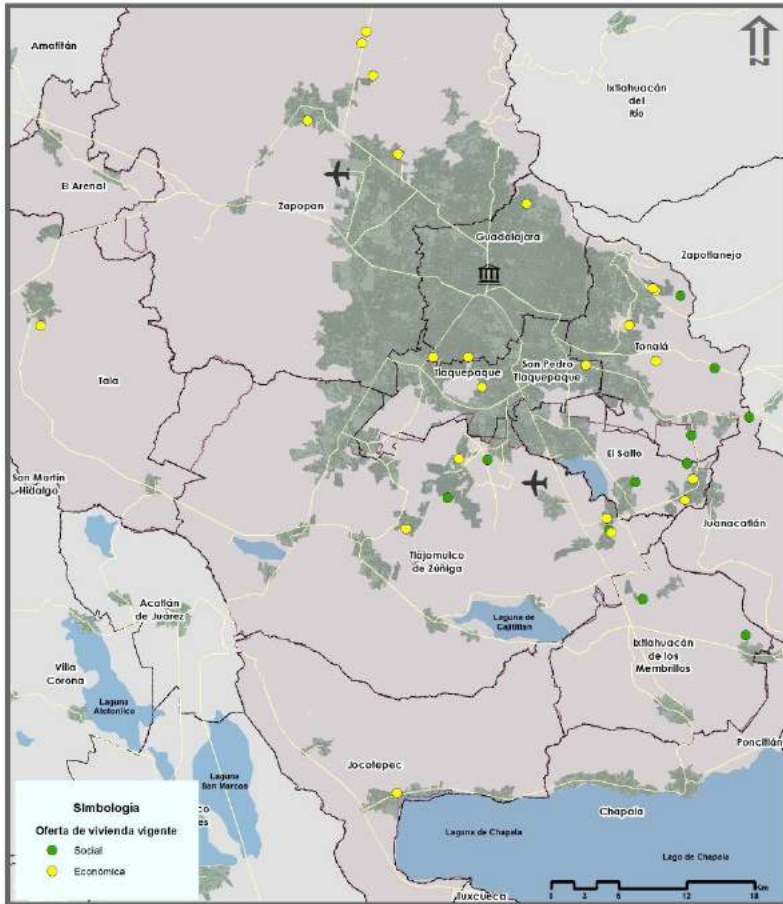 Amatitán
N
Ixtlahuacán
del
Río
El Arenal
Zapopan
Guadalajara
Zapotlanejo
Tonalá
Tala
Tlaquepaque
San Pedro
Tlaquepaque
El Salto
San Martín
Hidalgo
Juanacatlán
Tlajomulco
de Zúñiga
Acatlán
de Juárez
Laguna de
Cajititlan
Ixtlahuacán
de los
Membrillos
Villa
Corona
Laguna
Atotonilco
Poncitlán
Jocotepec
Laguna
San Marcos
Chapala
Simbología
Oferta de vivienda vigente
Social
Económica
co
es
Laguna de Chapala
Lago de Chapala
Tuxcueca
0 3 6 12 18
Km